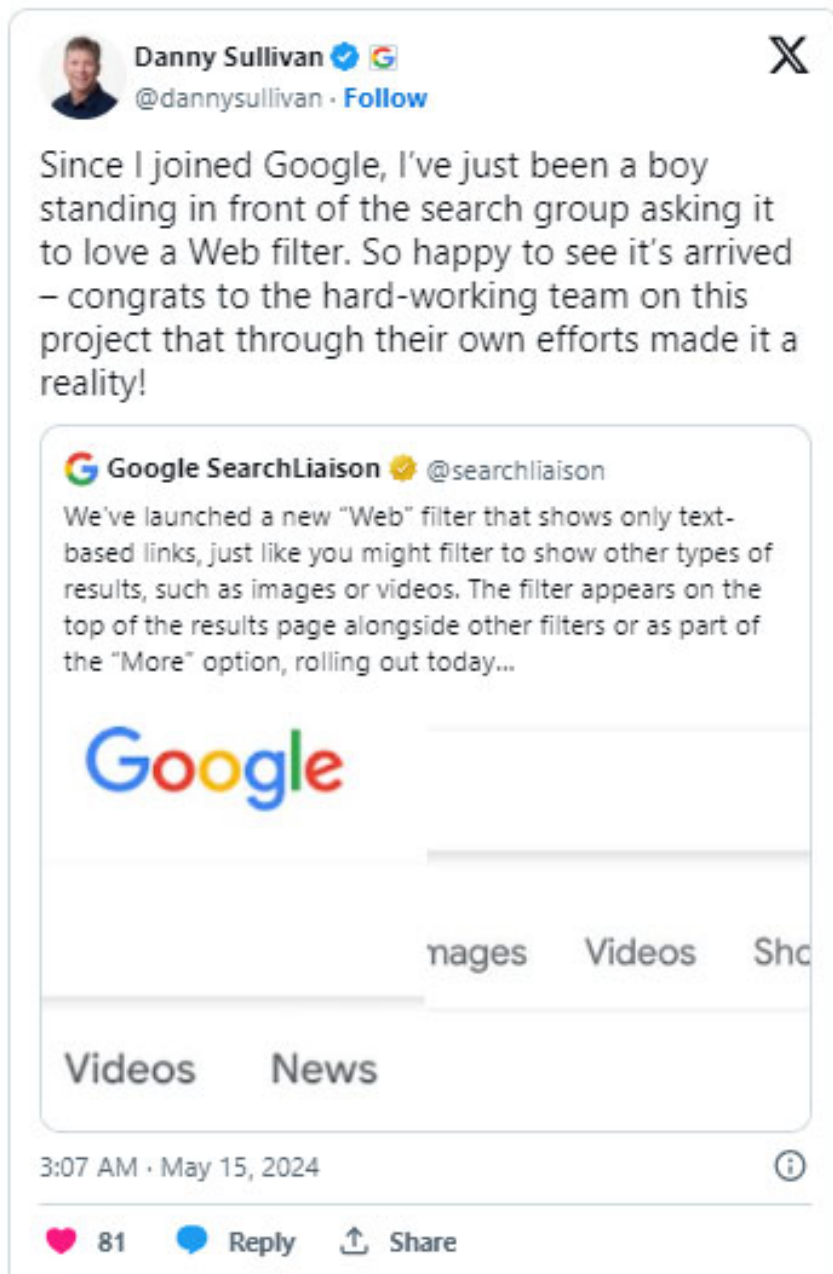 Danny Sullivan
@dannysullivan · Follow
Since I joined Google, I've just been a boy
standing in front of the search group asking it
to love a Web filter. So happy to see it's arrived
– congrats to the hard-working team on this
project that through their own efforts made it a
reality!
Google SearchLiaison @searchliaison
We've launched a new “Web” filter that shows only text-
based links, just like you might filter to show other types of
results, such as images or videos. The filter appears on the
top of the results page alongside other filters or as part of
the “More” option, rolling out today...
Google
mages Videos Sho
Videos News
3:07 AM · May 15, 2024
81 Reply Share